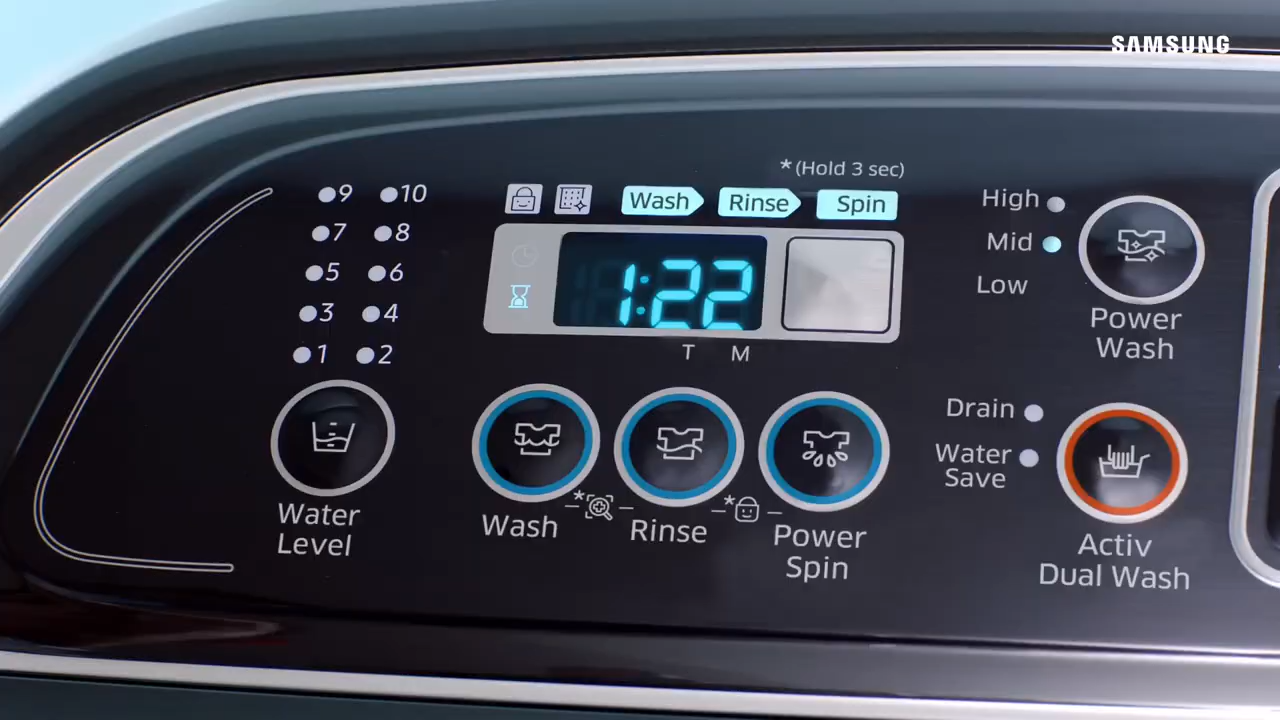 SAMSUNG
*(Hold 3 sec)
9 10
7 8
5 6
3 4
1 2
Wash Rinse Spin
1:22
T M
High
Mid
Low
Power
Wash
Drain
Water
Save
Water
Level
Wash
*
Rinse
*
Power
Spin
Activ
Dual Wash